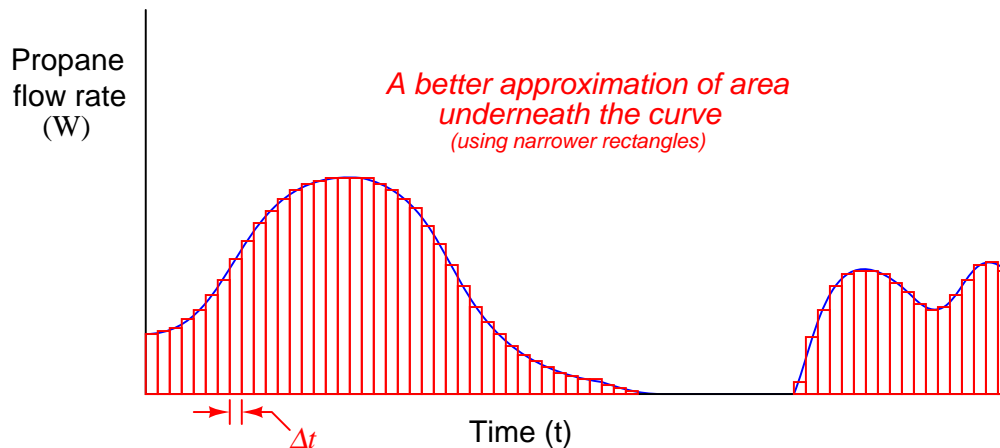 Propane
flow rate
(W)
A better approximation of area
underneath the curve
(using narrower rectangles)
Δt
Time (t)